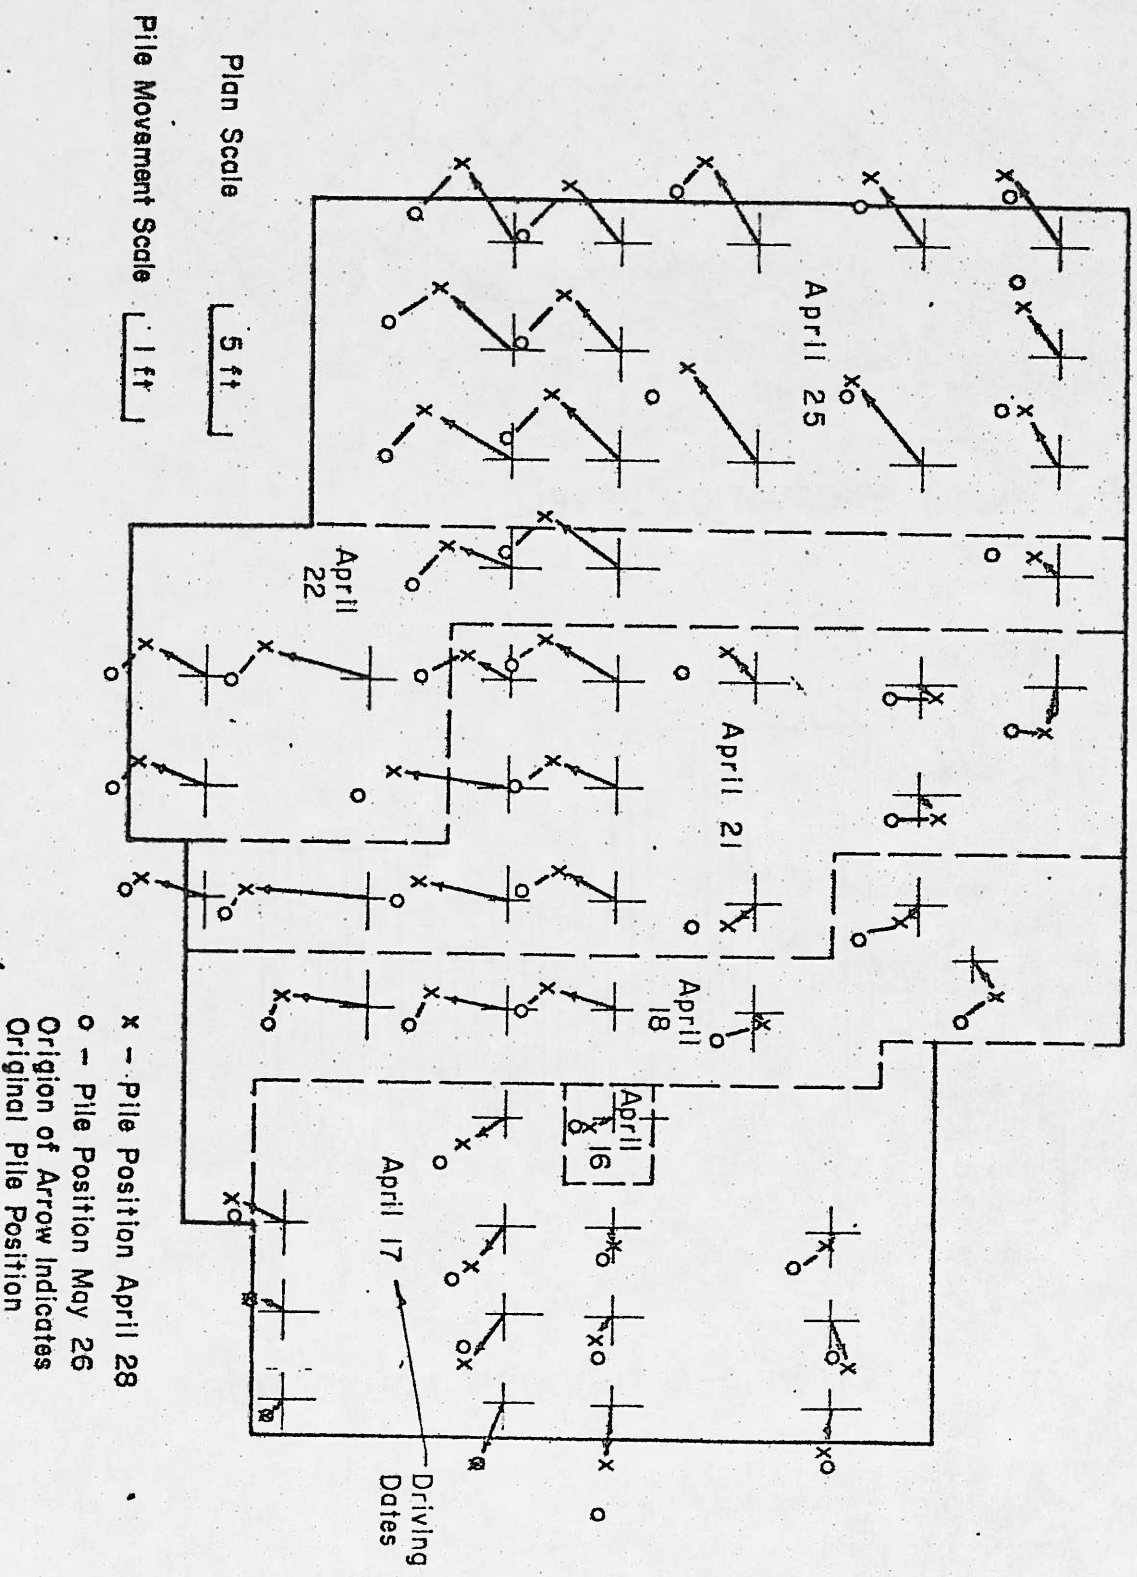 April 25
April
22
April 21
April
18
April
16
April 17
Driving
Dates
Plan Scale
5 ft
Pile Movement Scale
1 ft
x – Pile Position April 28
o – Pile Position May 26
Origion of Arrow Indicates
Original Pile Position